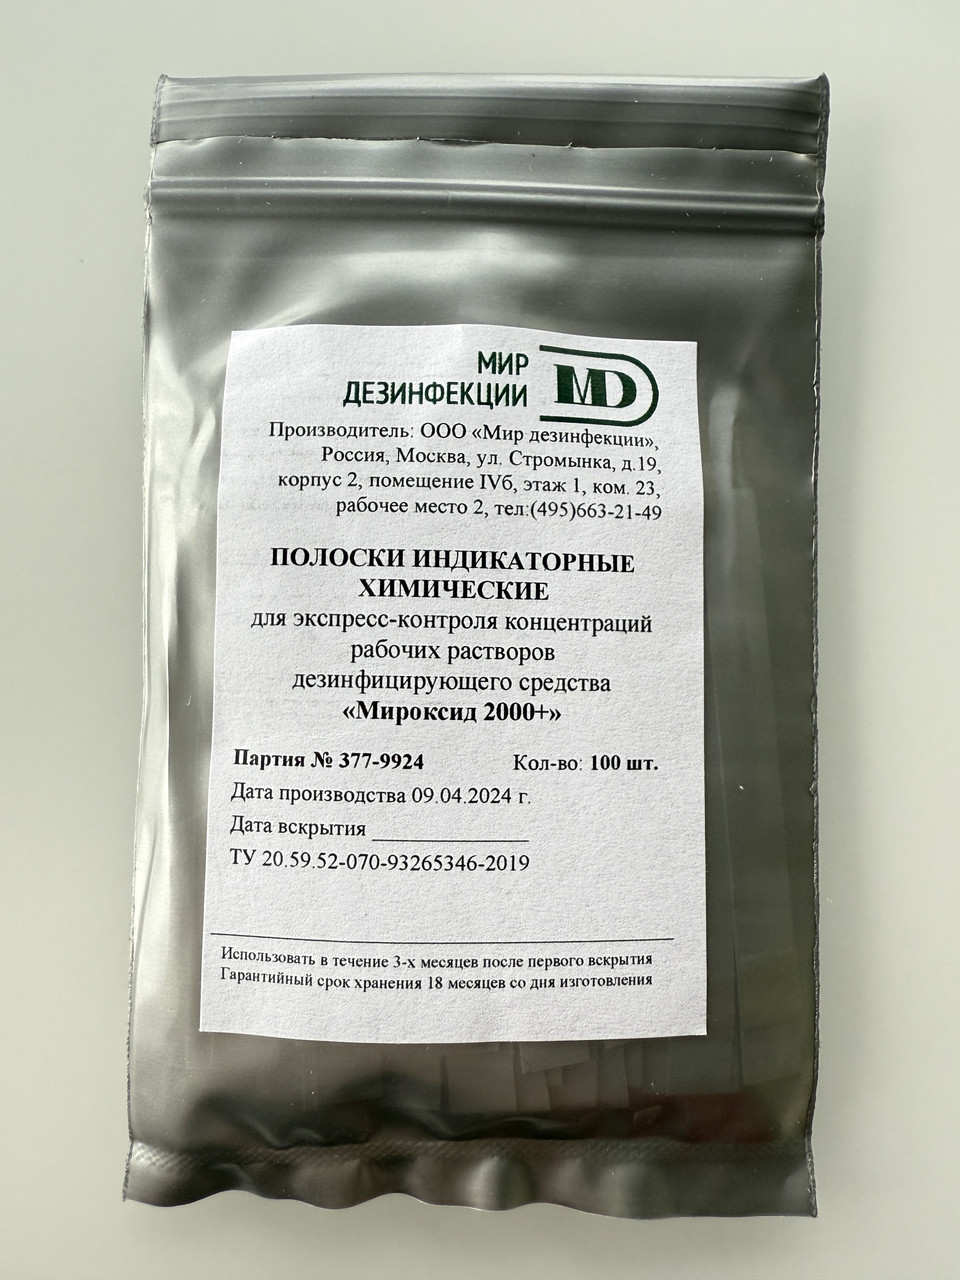 МИР
ДЕЗИНФЕКЦИИ
MD
Производитель: ООО «Мир дезинфекции»,
Россия, Москва, ул. Стромынка, д.19,
корпус 2, помещение IVб, этаж 1, ком. 23,
рабочее место 2, тел:(495)663-21-49
ПОЛОСКИ ИНДИКАТОРНЫЕ
ХИМИЧЕСКИЕ
для экспресс-контроля концентраций
рабочих растворов
дезинфицирующего средства
«Мироксид 2000+»
Партия № 377-9924 Кол-во: 100 шт.
Дата производства 09.04.2024 г.
Дата вскрытия
ТУ 20.59.52-070-93265346-2019
Использовать в течение 3-х месяцев после первого вскрытия
Гарантийный срок хранения 18 месяцев со дня изготовления